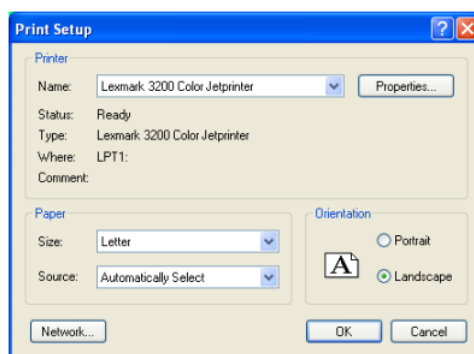 Print Setup
Printer
Name: Lexmark 3200 Color Jetprinter Properties...
Status: Ready
Type: Lexmark 3200 Color Jetprinter
Where: LPT1:
Comment:
Paper
Size: Letter
Source: Automatically Select
Orientation
A
Portrait
Landscape
Network... OK Cancel